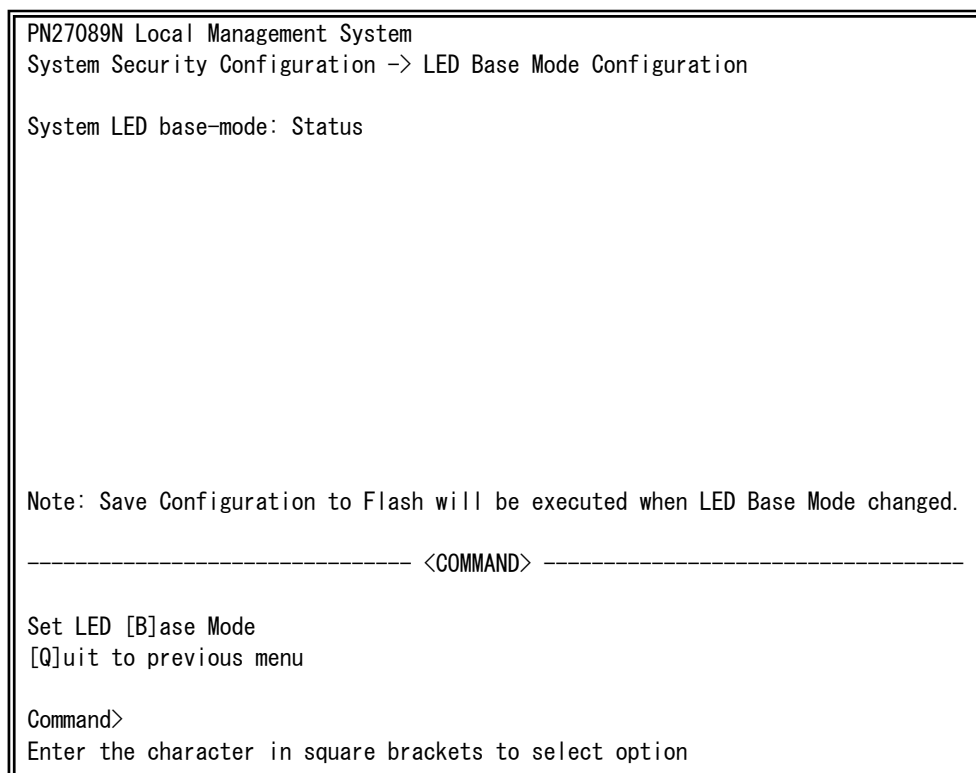 PN27089N Local Management System
System Security Configuration -> LED Base Mode Configuration
System LED base-mode: Status
Note: Save Configuration to Flash will be executed when LED Base Mode changed.
-------------------------------- <COMMAND> -----------------------------------
Set LED [B]ase Mode
[Q]uit to previous menu
Command>
Enter the character in square brackets to select option